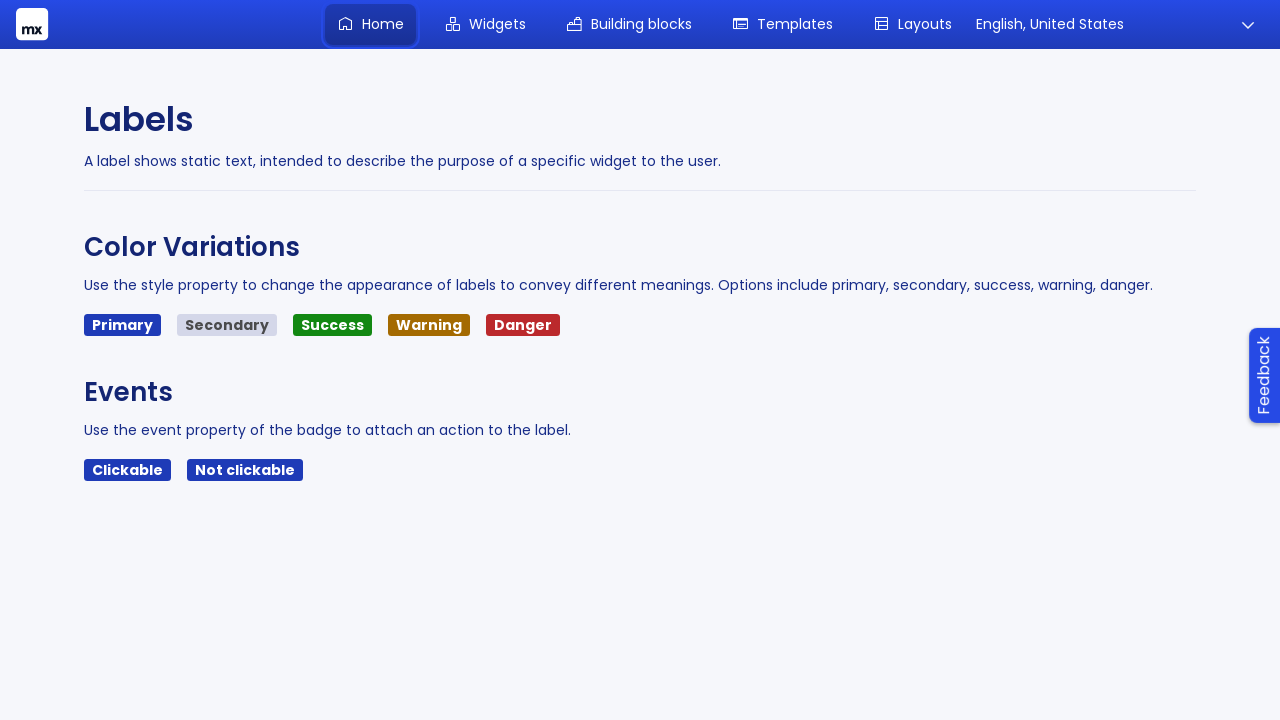 mx
Home
Widgets
Building blocks
Templates
Layouts
English, United States
Labels
A label shows static text, intended to describe the purpose of a specific widget to the user.
Color Variations
Use the style property to change the appearance of labels to convey different meanings. Options include primary, secondary, success, warning, danger.
Primary Secondary Success Warning Danger
Feedback
Events
Use the event property of the badge to attach an action to the label.
Clickable Not clickable